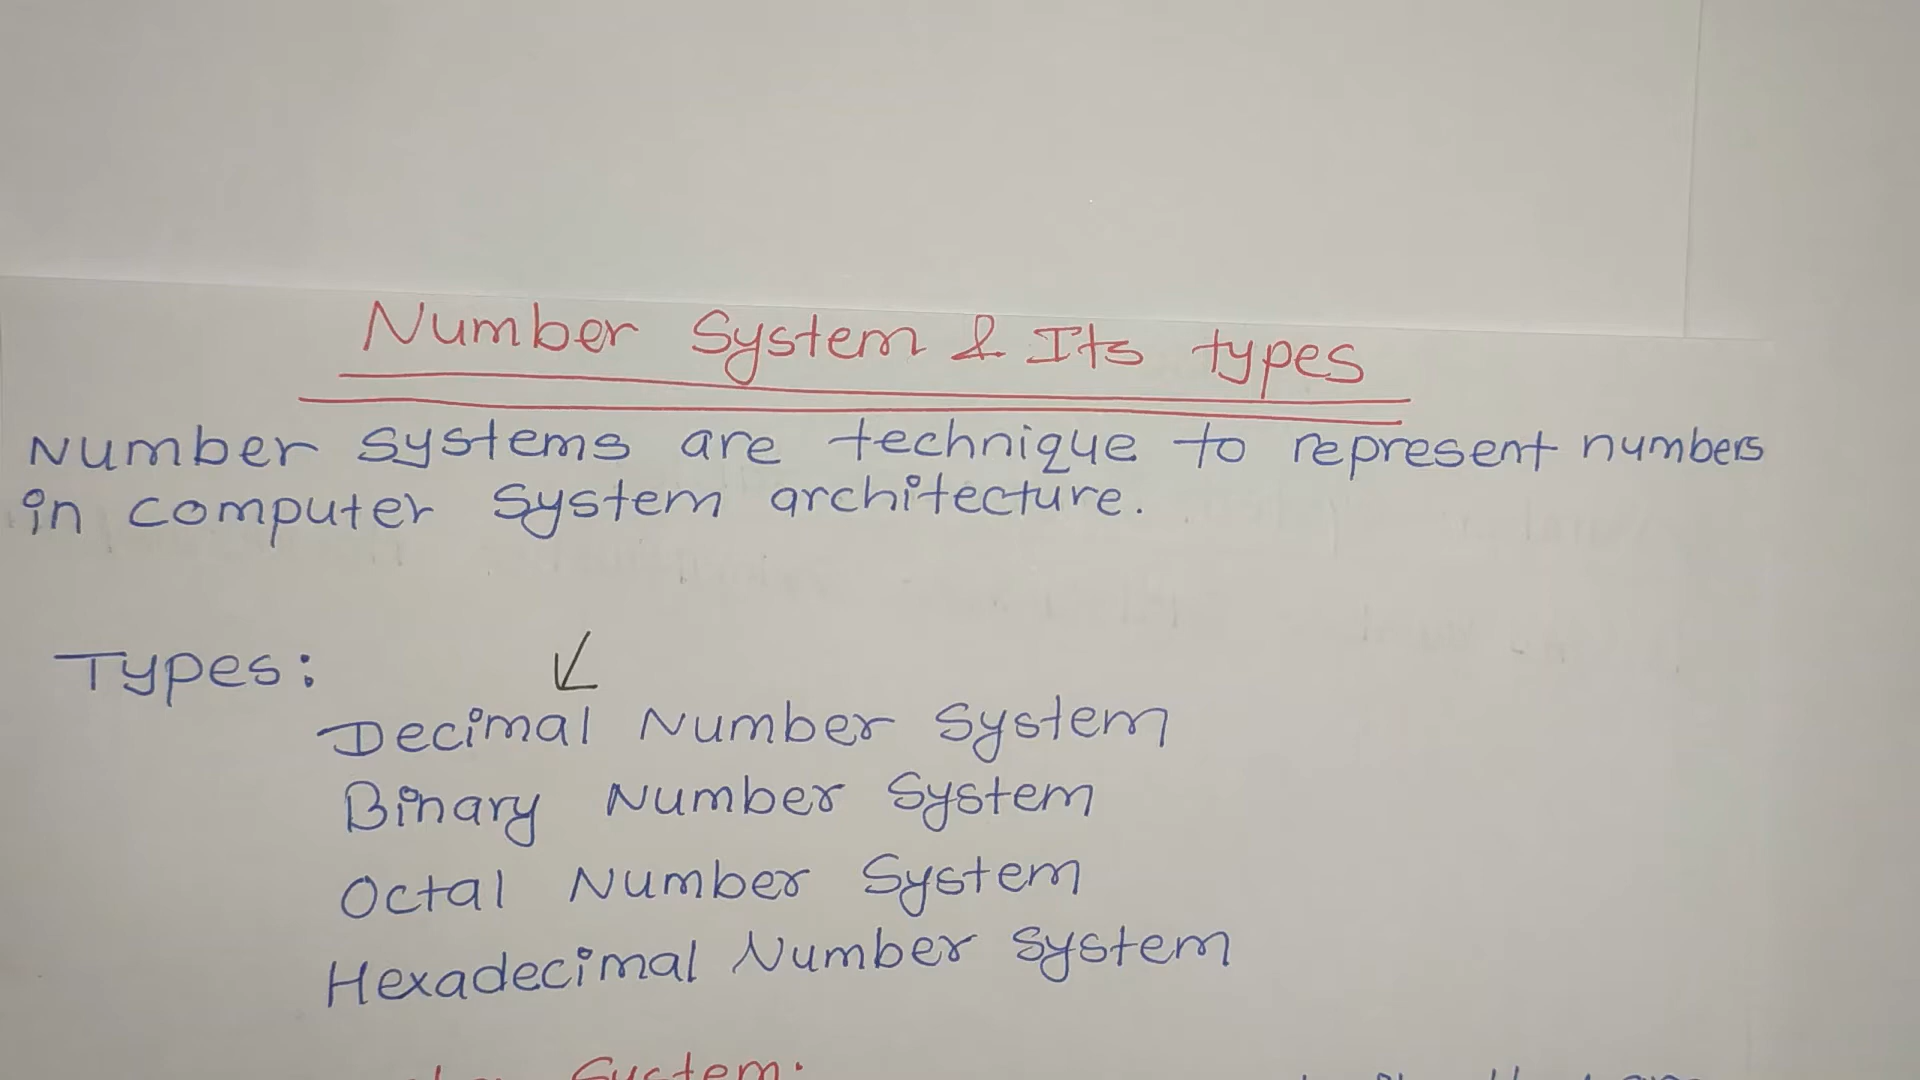 Number System & Its types
Number systems are technique to represent numbers
in computer system architecture.
Types:
Decimal Number System
Binary Number System
Octal Number System
Hexadecimal Number System
System: